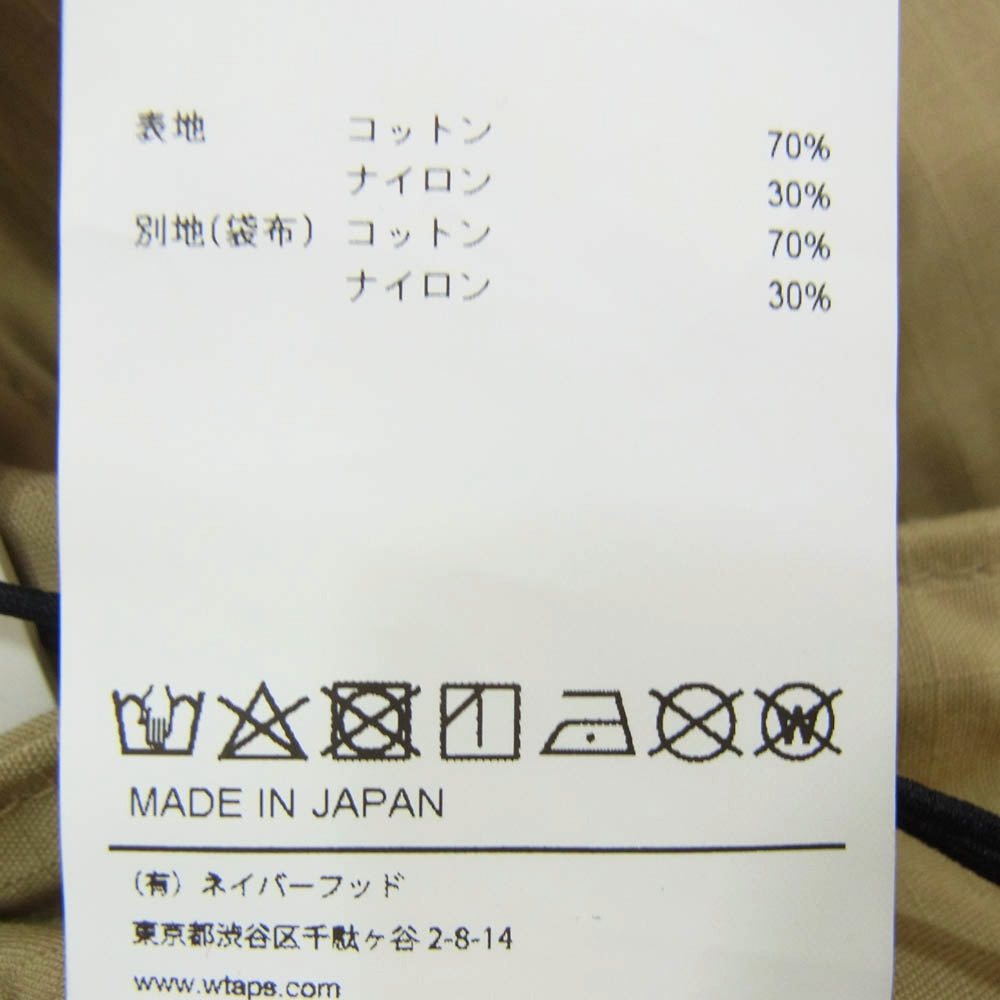 表地 コットン 70%
ナイロン 30%
別地(袋布) コットン 70%
ナイロン 30%
W
MADE IN JAPAN
(有) ネイバーフッド
東京都渋谷区千駄ヶ谷 2-8-14
www.wtaps.com